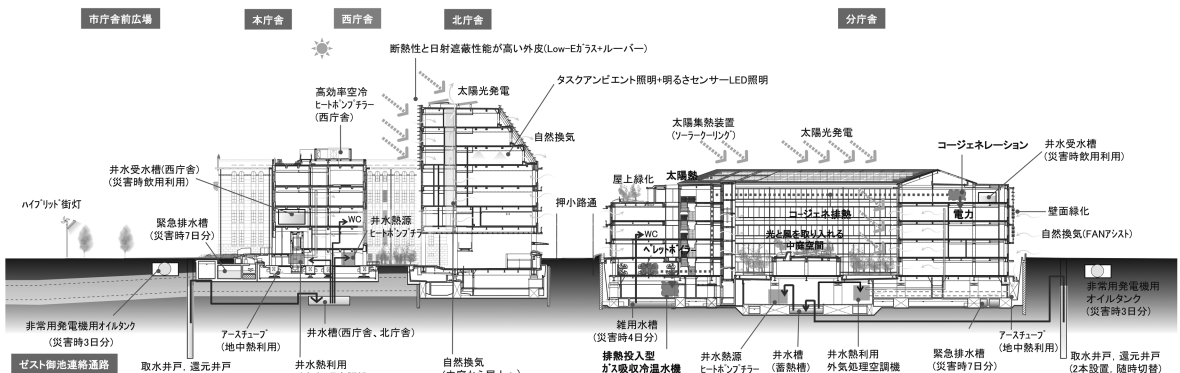 市庁舎前広場
本庁舎
西庁舎
北庁舎
分庁舎
断熱性と日射遮蔽性能が高い外皮(Low-Eガラス+ルーバー)
タスクアンビエント照明+明るさセンサーLED照明
高効率空冷
ヒートポンプチラー
(西庁舎)
太陽光発電
自然換気
井水受水槽(西庁舎)
(災害時飲用利用)
ハイブリッド街灯
緊急排水槽
(災害時7日分)
WC
井水熱源
ヒートポンプチラ
押小路通
太陽集熱装置
(ソーラークーリング)
太陽光発電
コージェネレーション
井水受水槽
(災害時飲用利用)
屋上緑化
太陽熱
コージェネ排熱
電力
壁面緑化
WC
光と風を取り入れる
中庭空間
自然換気(FANアシスト)
ペレットボイラー
非常用発電機用オイルタンク
(災害時3日分)
アースチューブ
(地中熱利用)
井水槽(西庁舎、北庁舎)
雑用水槽
(災害時4日分)
非常用発電機用
オイルタンク
(災害時3日分)
ゼスト御池連絡通路
取水井戸, 還元井戸
井水熱利用
自然換気
排熱投入型
ガス吸収冷温水機
井水熱源
ヒートポンプチラー
井水槽
(蓄熱槽)
井水熱利用
外気処理空調機
緊急排水槽
(災害時7日分)
アースチューブ
(地中熱利用)
取水井戸, 還元井戸
(2本設置, 随時切替)